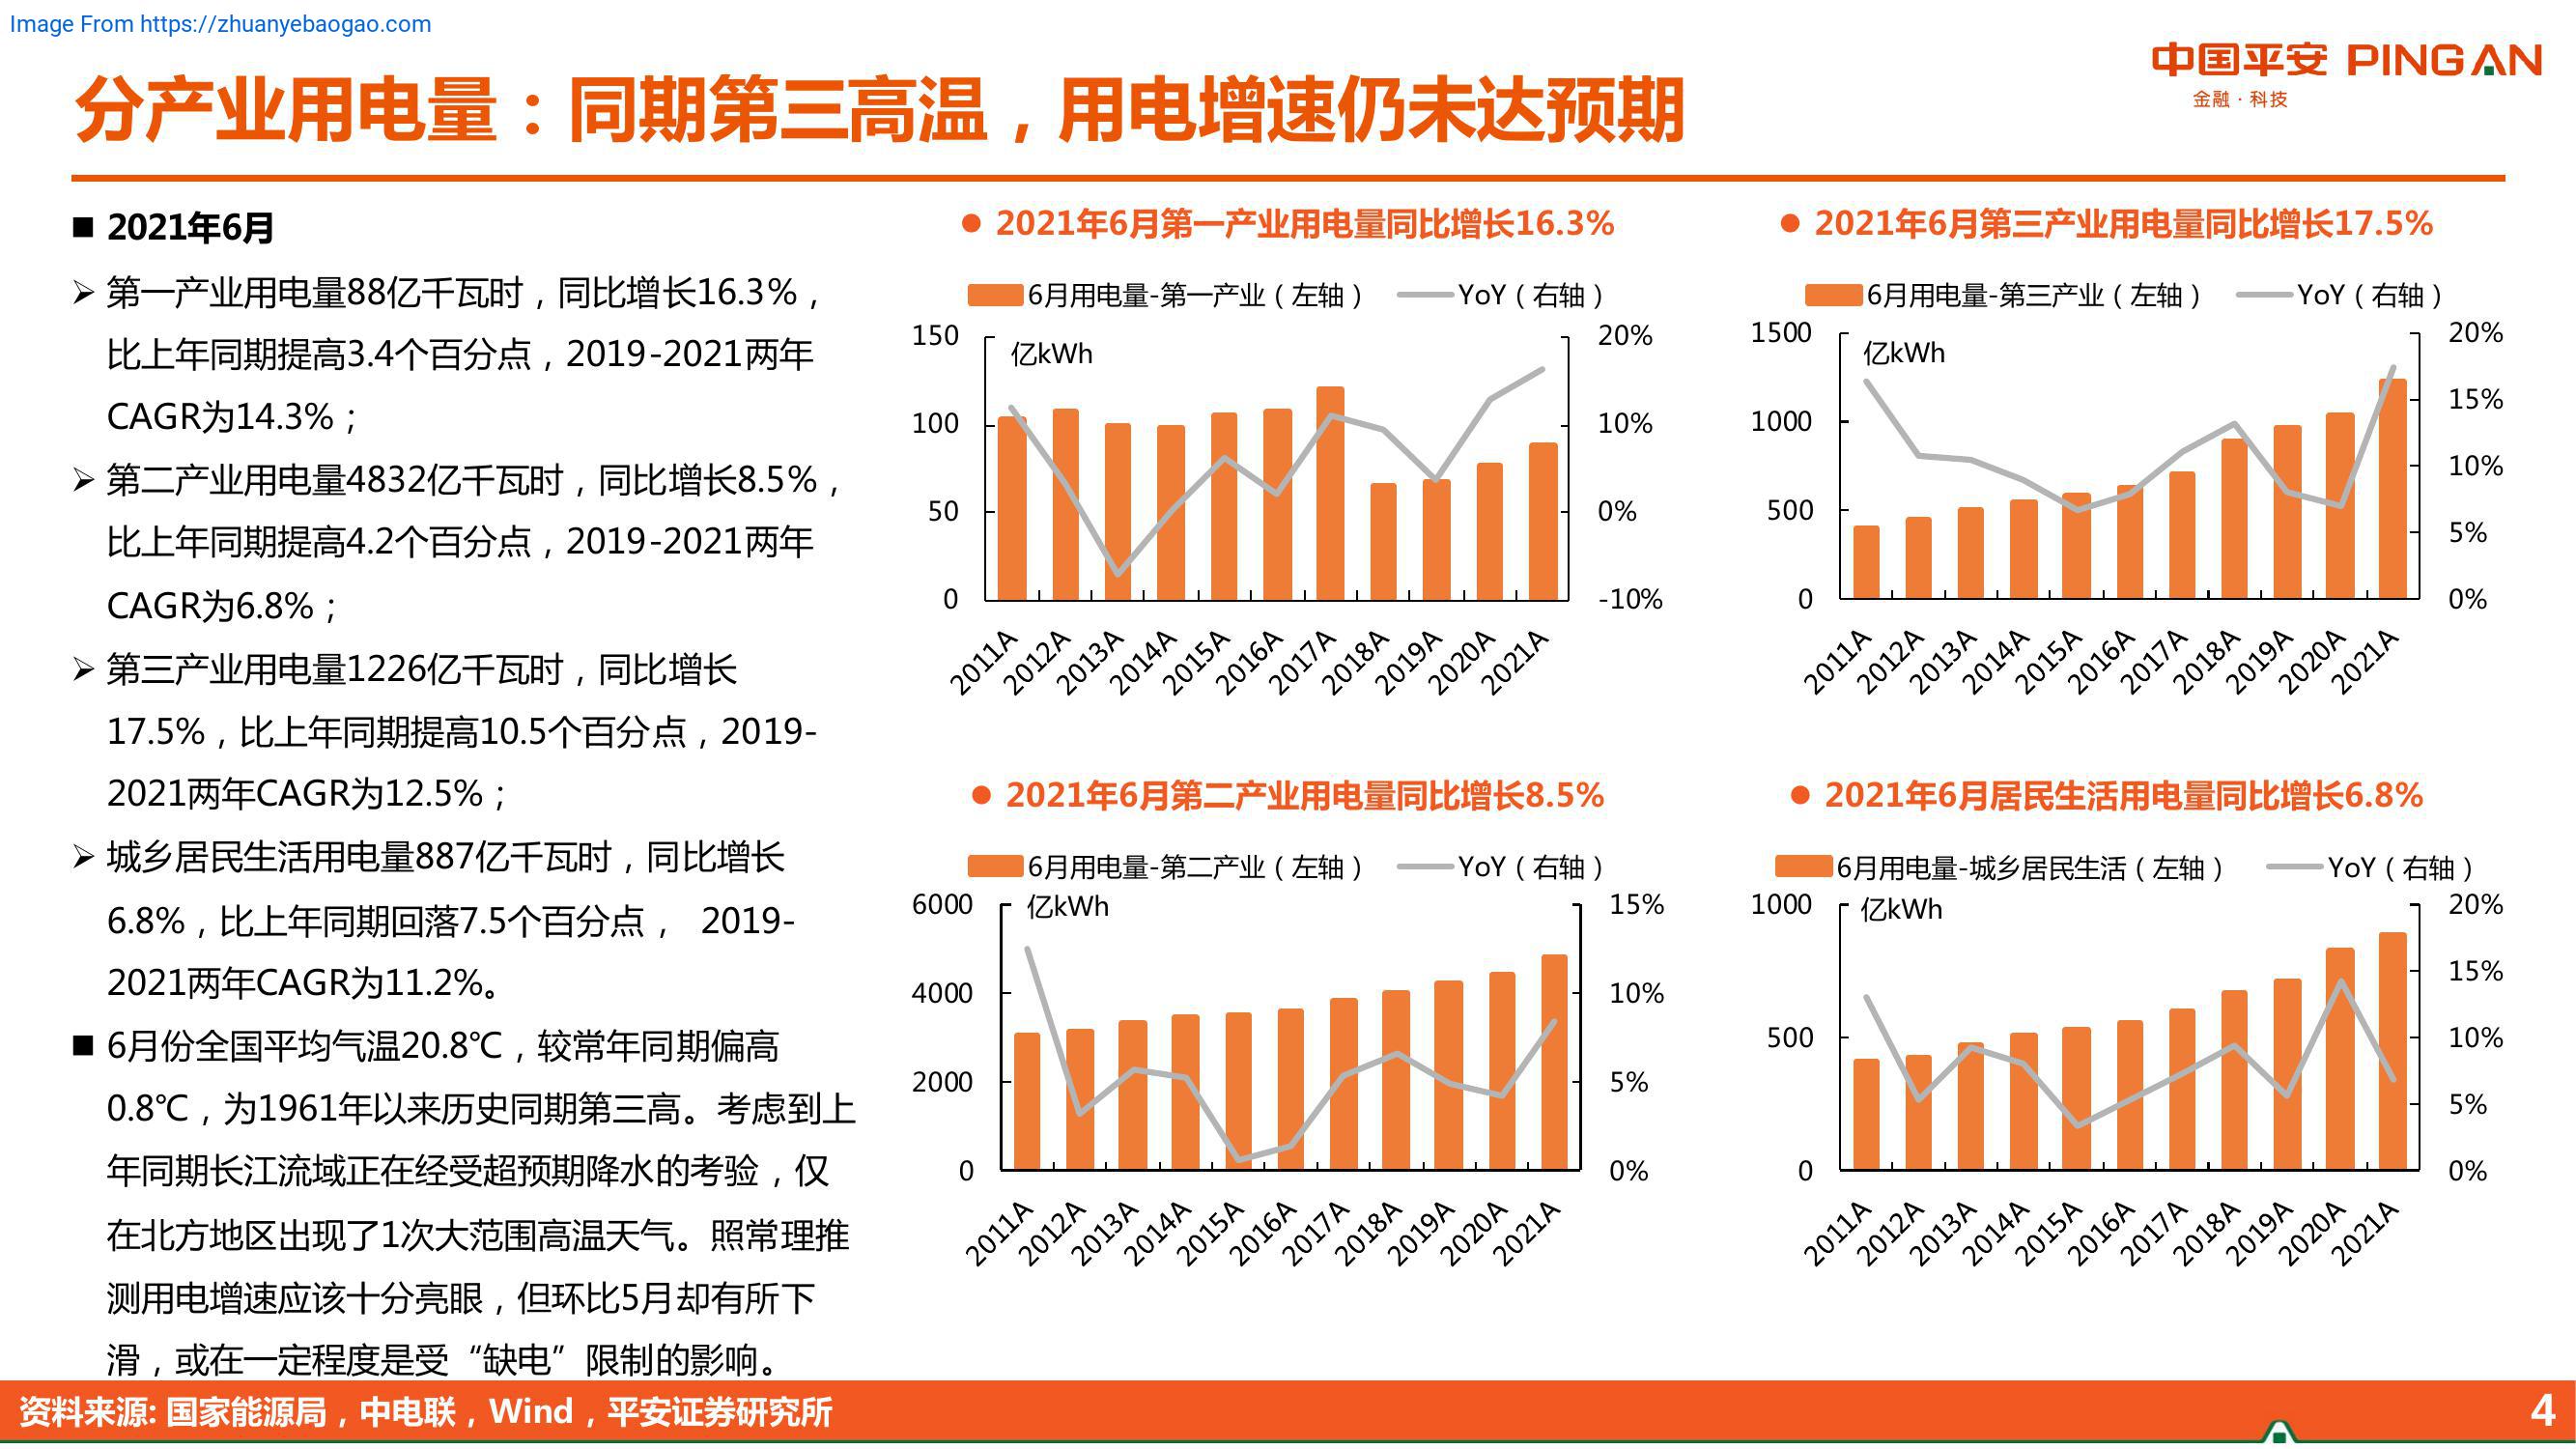 Image From https://zhuanyebaogao.com
中国平安 PINGAN
金融·科技
分产业用电量：同期第三高温，用电增速仍未达预期
■ 2021年6月
➢ 第一产业用电量88亿千瓦时，同比增长16.3%，
比上年同期提高3.4个百分点，2019-2021两年
CAGR为14.3%；
➢ 第二产业用电量4832亿千瓦时，同比增长8.5%，
比上年同期提高4.2个百分点，2019-2021两年
CAGR为6.8%；
➢ 第三产业用电量1226亿千瓦时，同比增长
17.5%，比上年同期提高10.5个百分点，2019-
2021两年CAGR为12.5%；
➢ 城乡居民生活用电量887亿千瓦时，同比增长
6.8%，比上年同期回落7.5个百分点， 2019-
2021两年CAGR为11.2%。
■ 6月份全国平均气温20.8℃，较常年同期偏高
0.8℃，为1961年以来历史同期第三高。考虑到上
年同期长江流域正在经受超预期降水的考验，仅
在北方地区出现了1次大范围高温天气。照常理推
测用电增速应该十分亮眼，但环比5月却有所下
滑，或在一定程度是受“缺电”限制的影响。
● 2021年6月第一产业用电量同比增长16.3%
6月用电量-第一产业（左轴） YoY（右轴）
亿kWh
150 20%
100 10%
50 0%
0 -10%
2011A 2012A 2013A 2014A 2015A 2016A 2017A 2018A 2019A 2020A 2021A
● 2021年6月第三产业用电量同比增长17.5%
6月用电量-第三产业（左轴） YoY（右轴）
亿kWh
1500 20%
15%
1000
10%
500
5%
0 0%
2011A 2012A 2013A 2014A 2015A 2016A 2017A 2018A 2019A 2020A 2021A
● 2021年6月第二产业用电量同比增长8.5%
6月用电量-第二产业（左轴） YoY（右轴）
亿kWh
6000 15%
4000 10%
2000 5%
0 0%
2011A 2012A 2013A 2014A 2015A 2016A 2017A 2018A 2019A 2020A 2021A
● 2021年6月居民生活用电量同比增长6.8%
6月用电量-城乡居民生活（左轴） YoY（右轴）
亿kWh
1000 20%
15%
500 10%
5%
0 0%
2011A 2012A 2013A 2014A 2015A 2016A 2017A 2018A 2019A 2020A 2021A
资料来源: 国家能源局，中电联，Wind，平安证券研究所
4